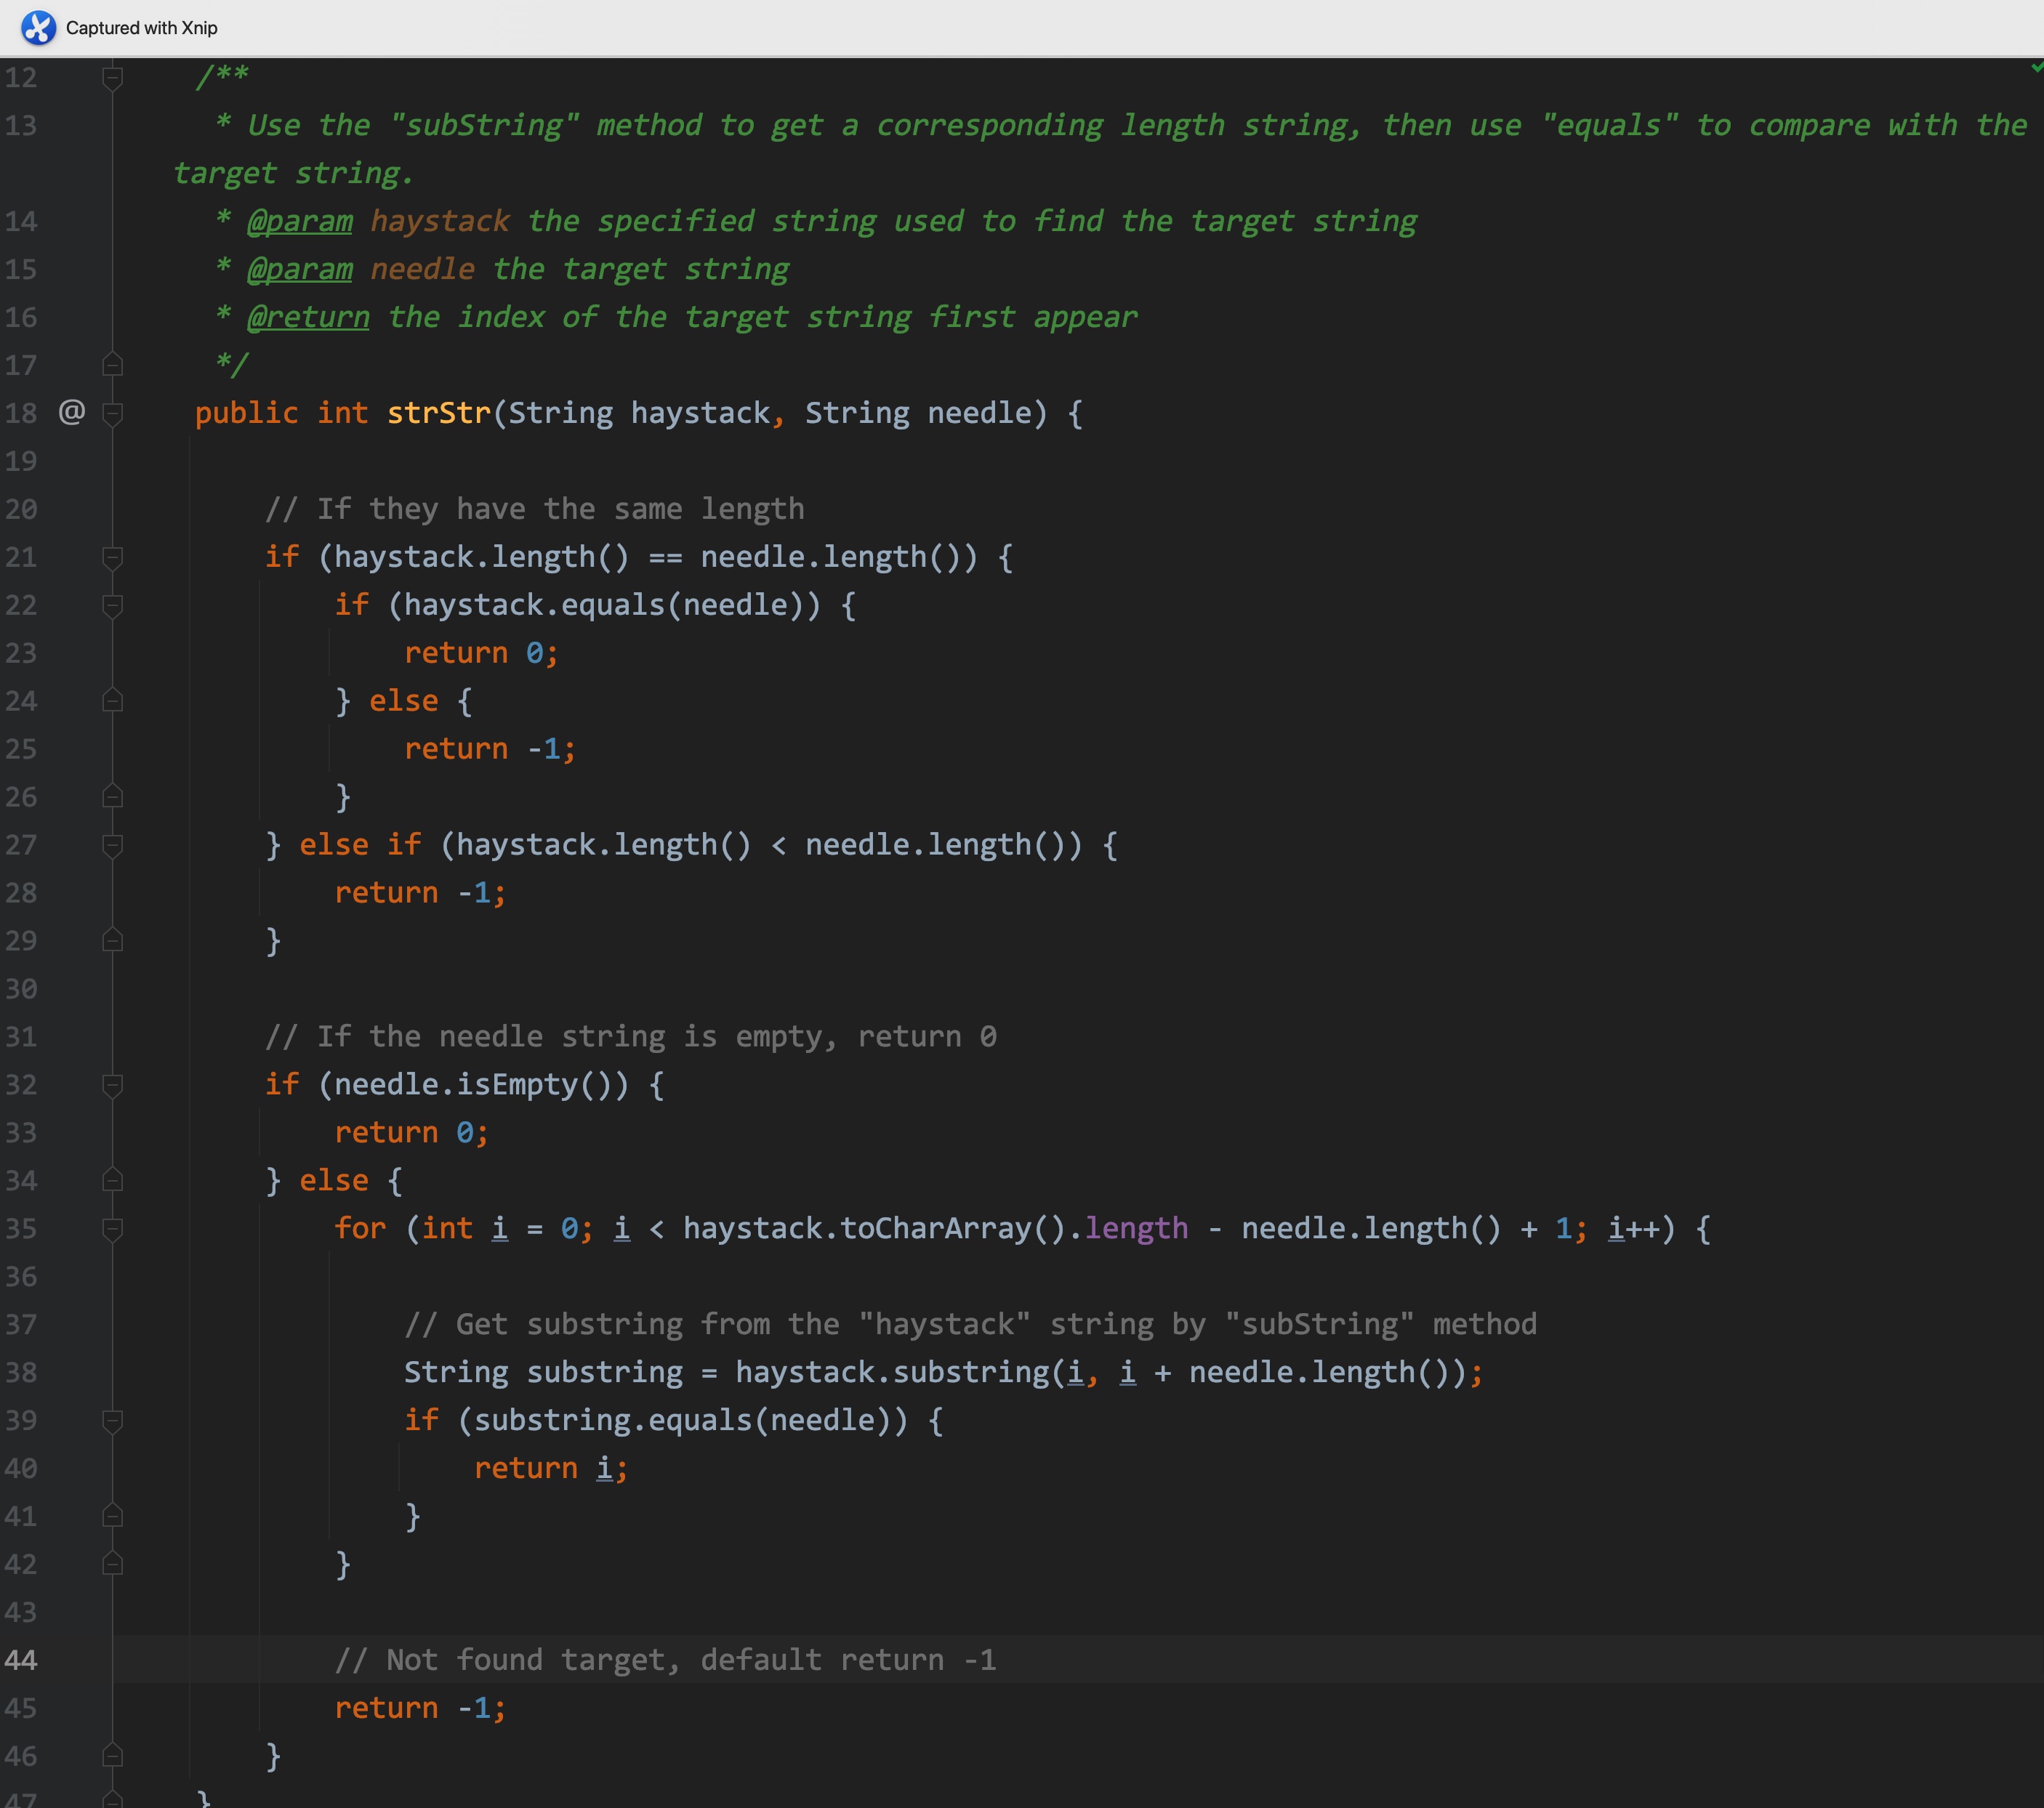 Captured with Xnip
12 /**
13 * Use the "subString" method to get a corresponding length string, then use "equals" to compare with the
target string.
14 * @param haystack the specified string used to find the target string
15 * @param needle the target string
16 * @return the index of the target string first appear
17 */
18 @ public int strStr(String haystack, String needle) {
19
20 // If they have the same length
21 if (haystack.length() == needle.length()) {
22 if (haystack.equals(needle)) {
23 return 0;
24 } else {
25 return -1;
26 }
27 } else if (haystack.length() < needle.length()) {
28 return -1;
29 }
30
31 // If the needle string is empty, return 0
32 if (needle.isEmpty()) {
33 return 0;
34 } else {
35 for (int i = 0; i < haystack.toCharArray().length - needle.length() + 1; i++) {
36
37 // Get substring from the "haystack" string by "subString" method
38 String substring = haystack.substring(i, i + needle.length());
39 if (substring.equals(needle)) {
40 return i;
41 }
42 }
43
44 // Not found target, default return -1
45 return -1;
46 }
47 }